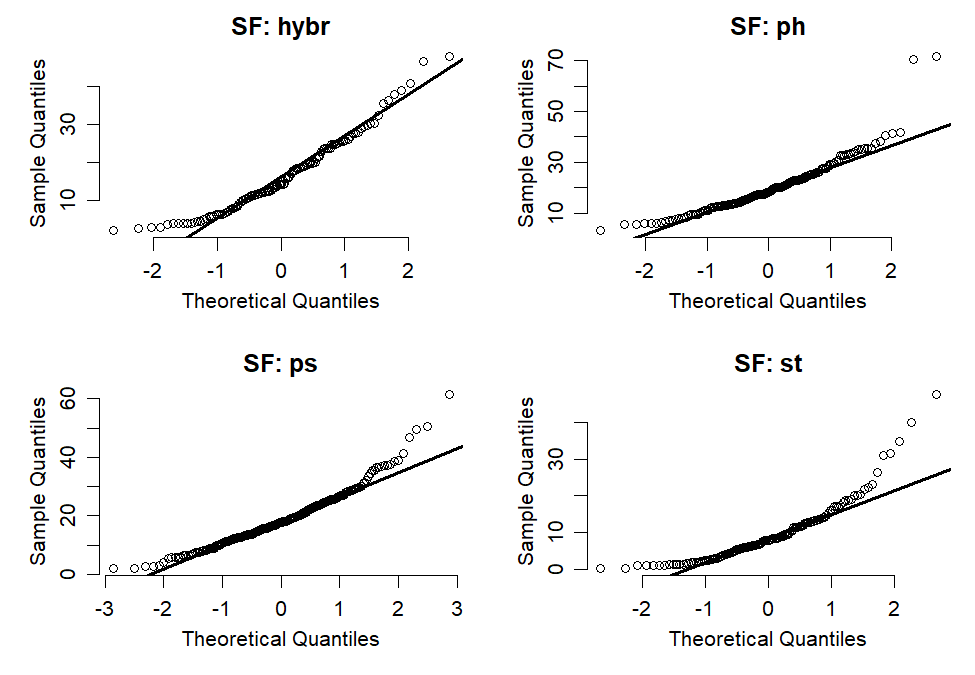 SF: hybr
Sample Quantiles
10 30
-2 -1 0 1 2
Theoretical Quantiles
SF: ph
Sample Quantiles
10 30 50 70
-2 -1 0 1 2
Theoretical Quantiles
SF: ps
Sample Quantiles
0 20 40 60
-3 -2 -1 0 1 2 3
Theoretical Quantiles
SF: st
Sample Quantiles
0 10 30
-2 -1 0 1 2
Theoretical Quantiles